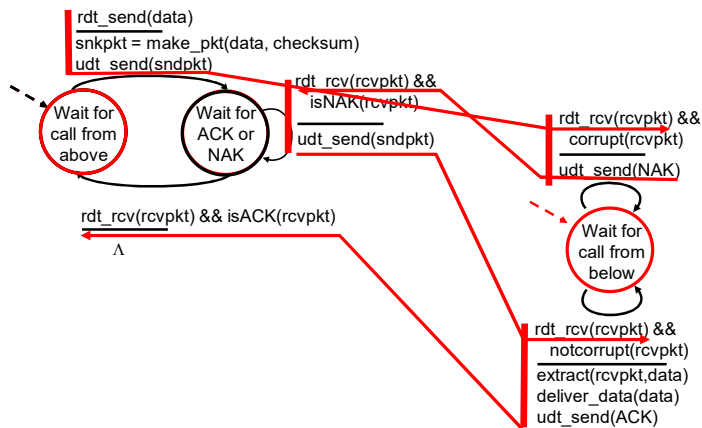 rdt_send(data)
snkpkt = make_pkt(data, checksum)
udt_send(sndpkt)
Wait for
call from
above
Wait for
ACK or
NAK
rdt_rcv(rcvpkt) &&
isNAK(rcvpkt)
udt_send(sndpkt)
rdt_rcv(rcvpkt) &&
corrupt(rcvpkt)
udt_send(NAK)
rdt_rcv(rcvpkt) && isACK(rcvpkt)
Λ
Wait for
call from
below
rdt_rcv(rcvpkt) &&
notcorrupt(rcvpkt)
extract(rcvpkt,data)
deliver_data(data)
udt_send(ACK)